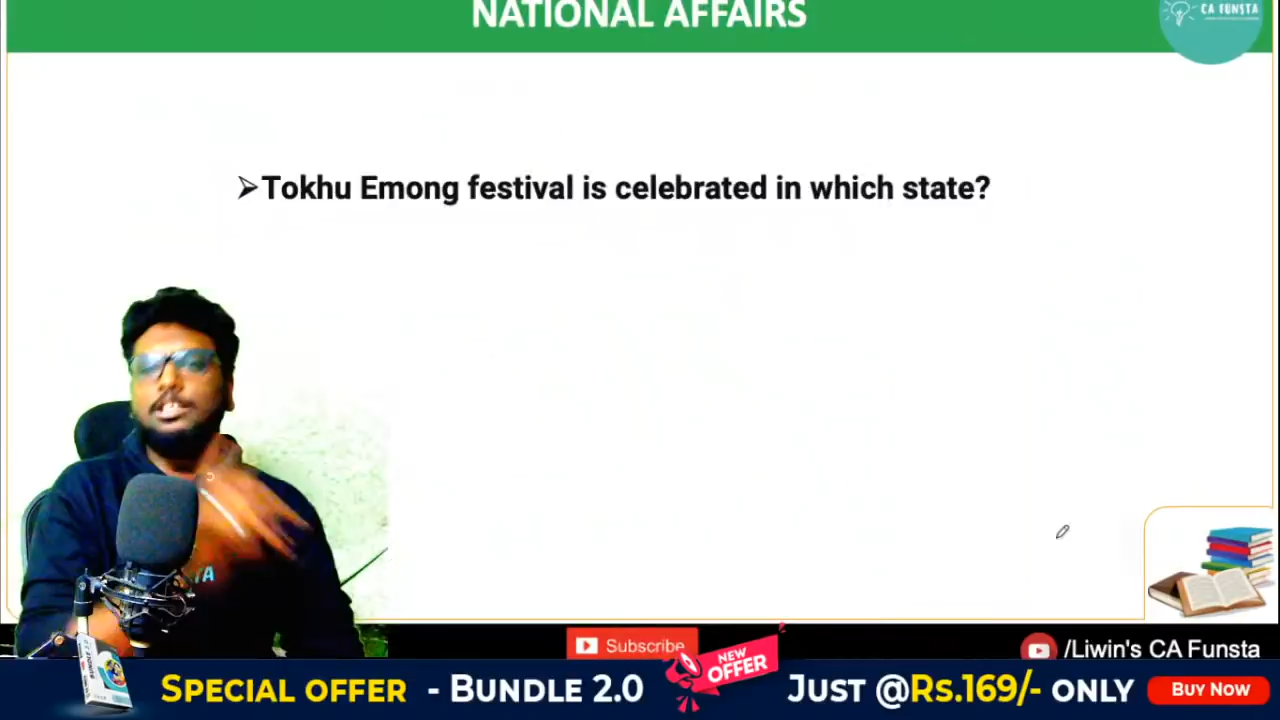 NATIONAL AFFAIRS
CA FUNSTA
➢Tokhu Emong festival is celebrated in which state?
Subscribe
NEW
OFFER
/Liwin's CA Funsta
SPECIAL OFFER - BUNDLE 2.0 JUST @Rs.169/- ONLY
Buy Now